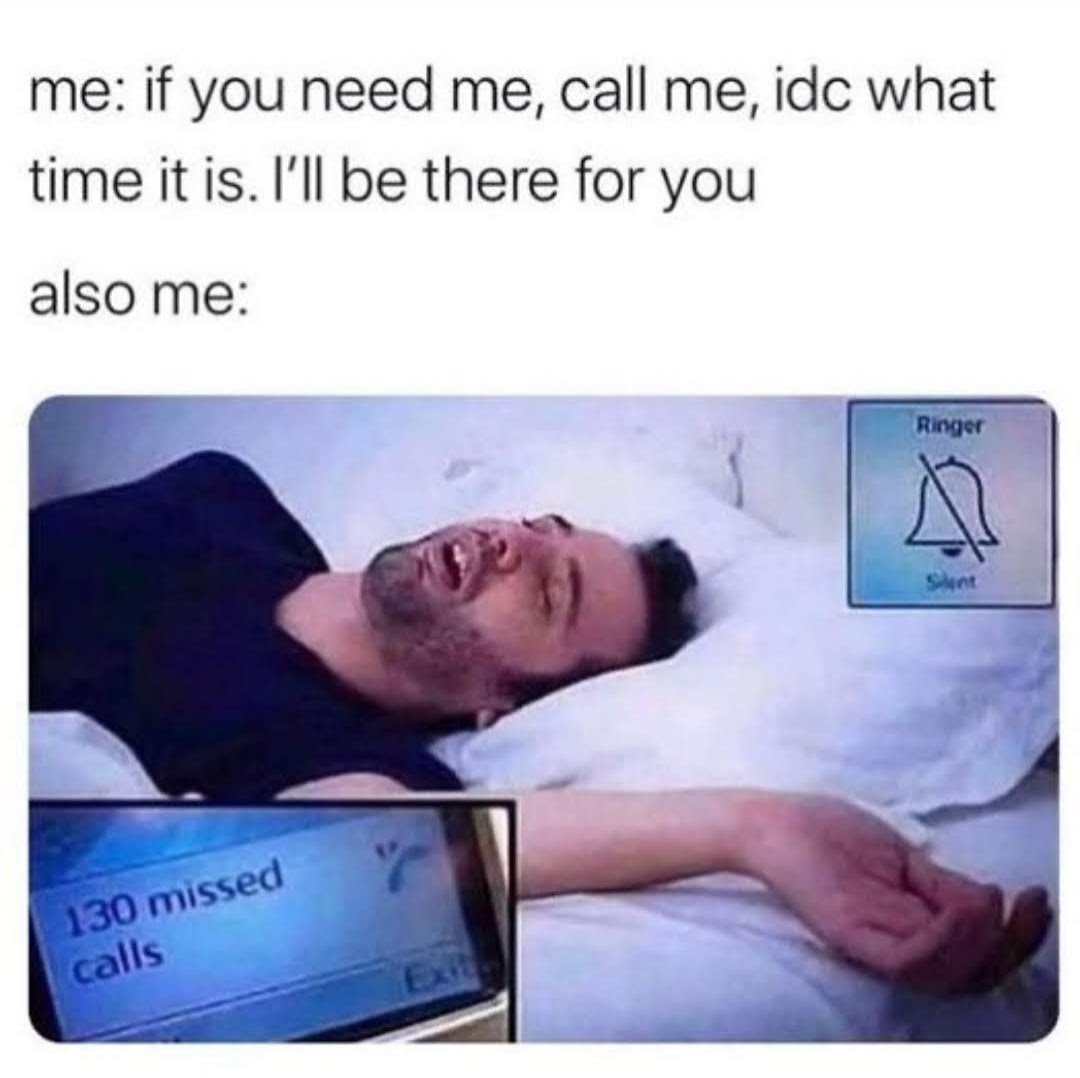 me: if you need me, call me, idc what
time it is. I'll be there for you
also me:
Ringer
Silent
130 missed
calls
Exit